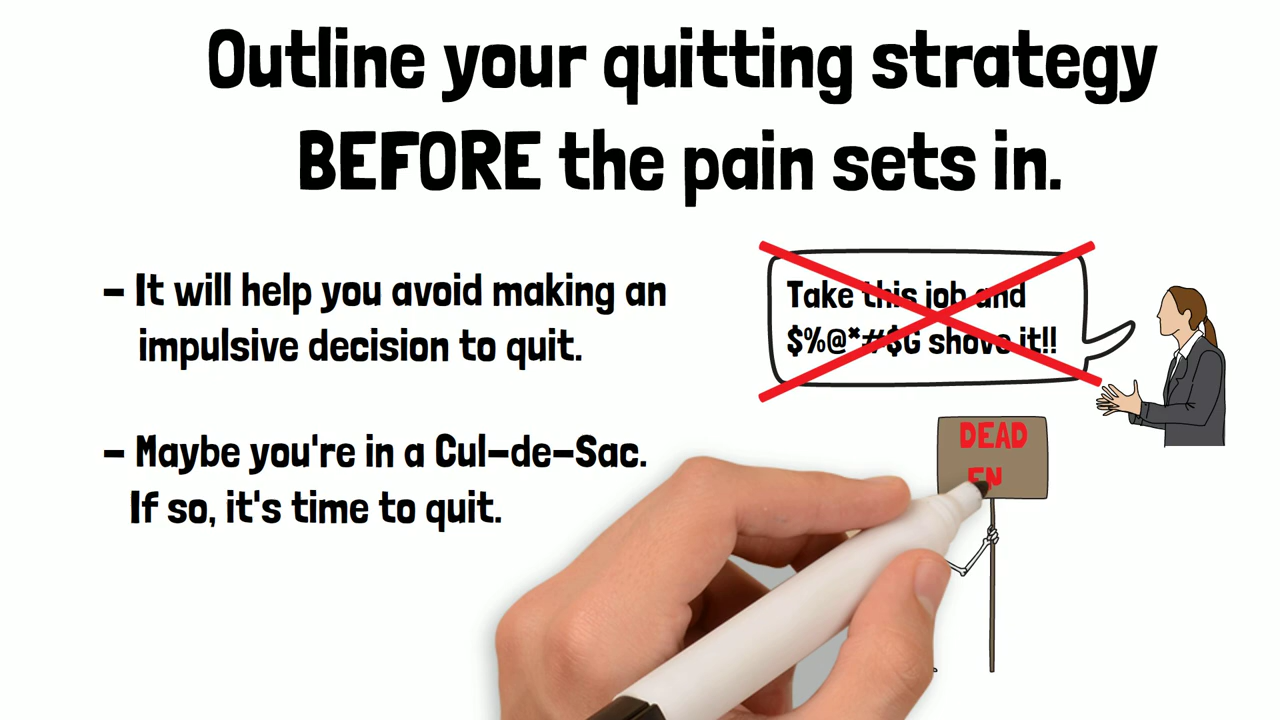 Outline your quitting strategy
BEFORE the pain sets in.
– It will help you avoid making an
impulsive decision to quit.
Take this job and
$%@*#$G shove it!!
– Maybe you're in a Cul-de-Sac.
If so, it's time to quit.
DEAD
EN